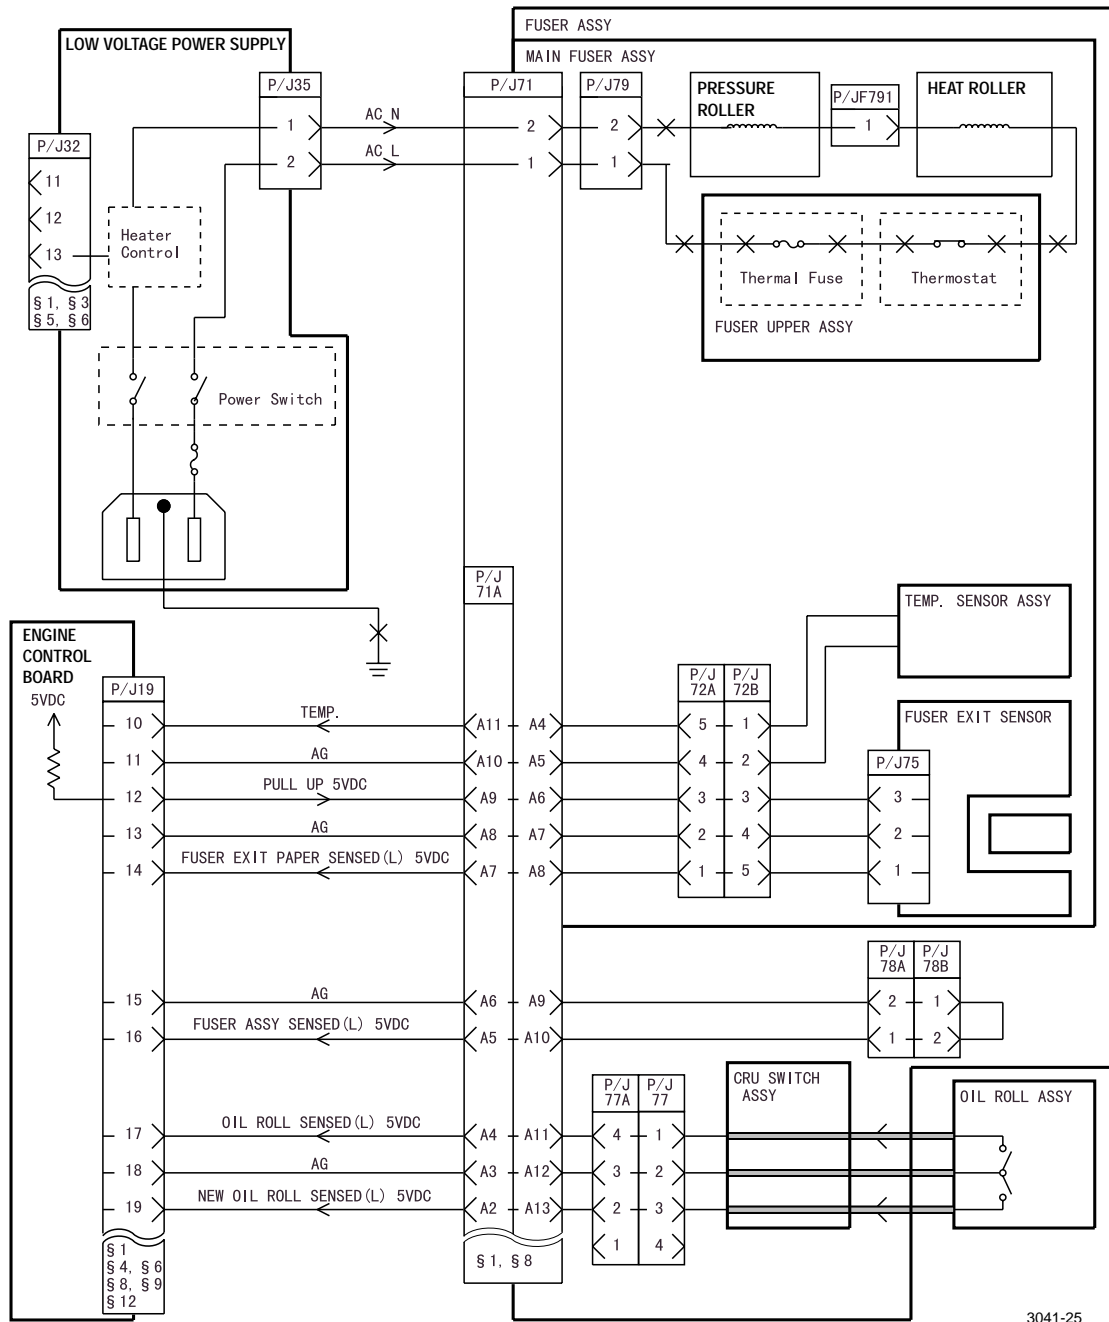 FUSER ASSY
LOW VOLTAGE POWER SUPPLY
MAIN FUSER ASSY
P/J35
P/J71
P/J79
PRESSURE
ROLLER
P/JF791
HEAT ROLLER
1
AC N
2
2
1
2
AC L
1
1
P/J32
11
12
13
Heater
Control
§1, §3
§5, §6
Thermal Fuse
Thermostat
FUSER UPPER ASSY
Power Switch
P/J
71A
TEMP. SENSOR ASSY
ENGINE
CONTROL
BOARD
5VDC
P/J19
P/J
72A
P/J
72B
FUSER EXIT SENSOR
P/J75
10
TEMP.
A11
A4
5
1
11
AG
A10
A5
4
2
12
PULL UP 5VDC
A9
A6
3
3
3
13
AG
A8
A7
2
4
2
14
FUSER EXIT PAPER SENSED(L) 5VDC
A7
A8
1
5
1
P/J
78A
P/J
78B
15
AG
A6
A9
2
1
16
FUSER ASSY SENSED(L) 5VDC
A5
A10
1
2
P/J
77A
P/J
77
CRU SWITCH
ASSY
OIL ROLL ASSY
17
OIL ROLL SENSED(L) 5VDC
A4
A11
4
1
18
AG
A3
A12
3
2
19
NEW OIL ROLL SENSED(L) 5VDC
A2
A13
2
3
1
4
§1
§4, §6
§8, §9
§12
§1, §8
3041-25